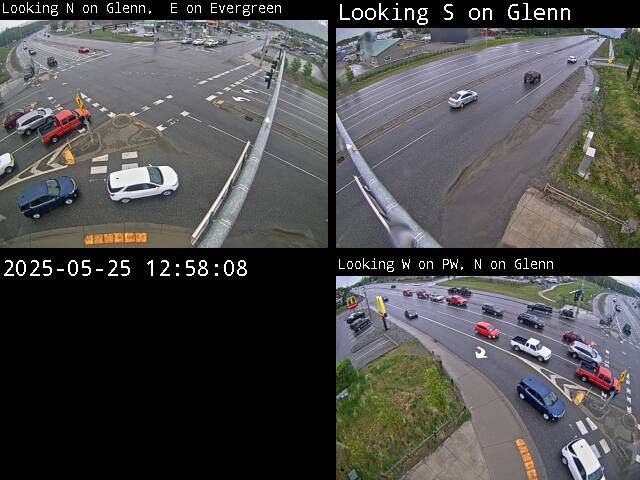 Looking N on Glenn,  E on Evergreen
Looking S on Glenn
2025-05-25 12:58:08
Looking W on PW, N on Glenn